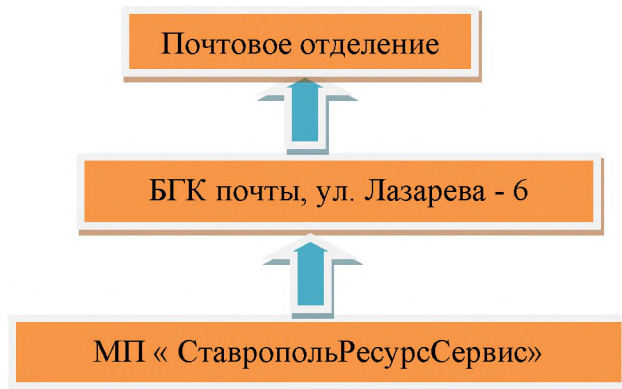 Почтовое отделение
БГК почты, ул. Лазарева - 6
МП « СтавропольРесурсСервис»